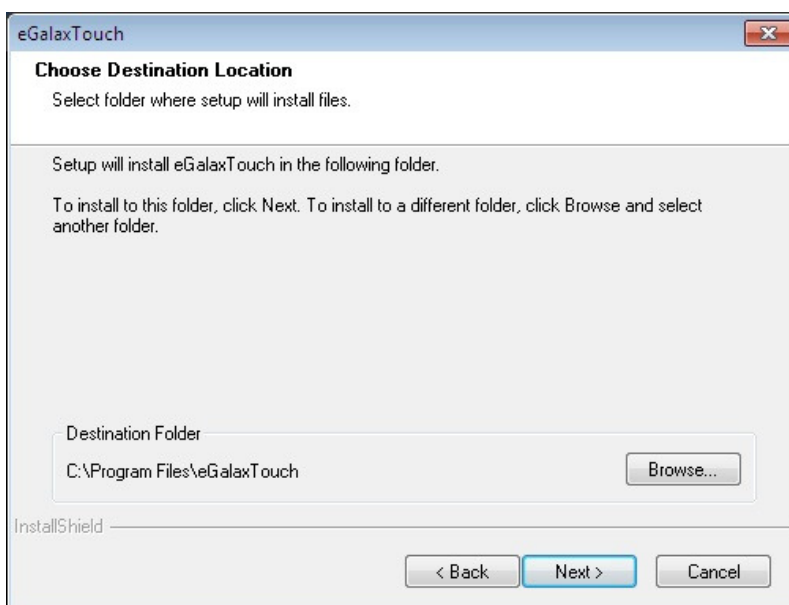 eGalaxTouch
Choose Destination Location
Select folder where setup will install files.
Setup will install eGalaxTouch in the following folder.
To install to this folder, click Next. To install to a different folder, click Browse and select
another folder.
Destination Folder
C:\Program Files\eGalaxTouch
Browse...
InstallShield
< Back
Next >
Cancel